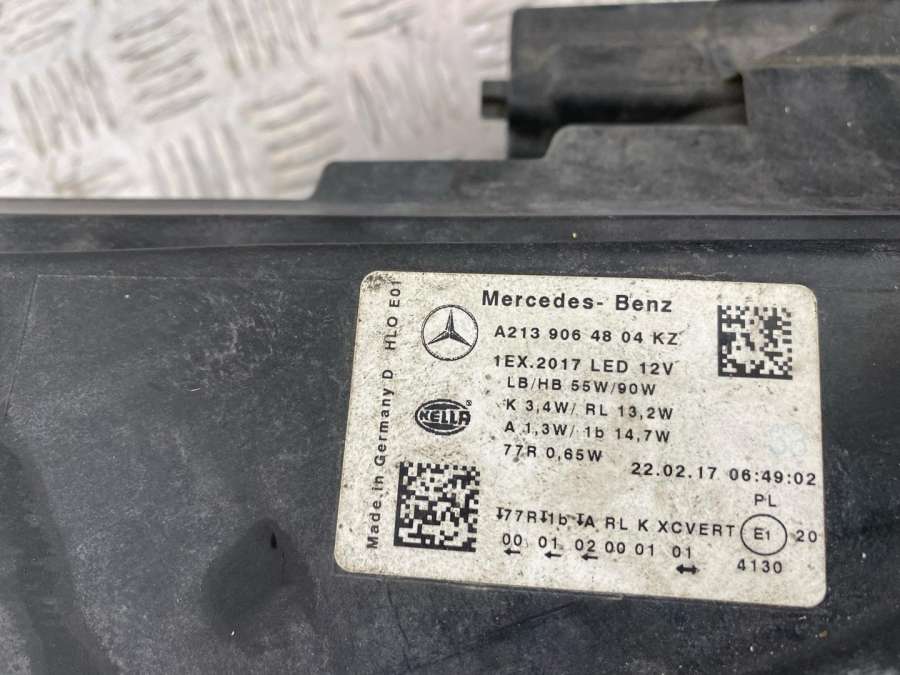 Mercedes- Benz
A213 906 48 04 KZ
1EX.2017 LED 12V
LB/HB 55W/90W
K 3,4W/ RL 13,2W
A 1,3W/ 1b 14,7W
77R 0,65W
22.02.17 06:49:02
PL
77R 1b A RL K XCVERT E1 20
00 01 02 00 01 01
4130
HELLA
Made in Germany D HLO E01